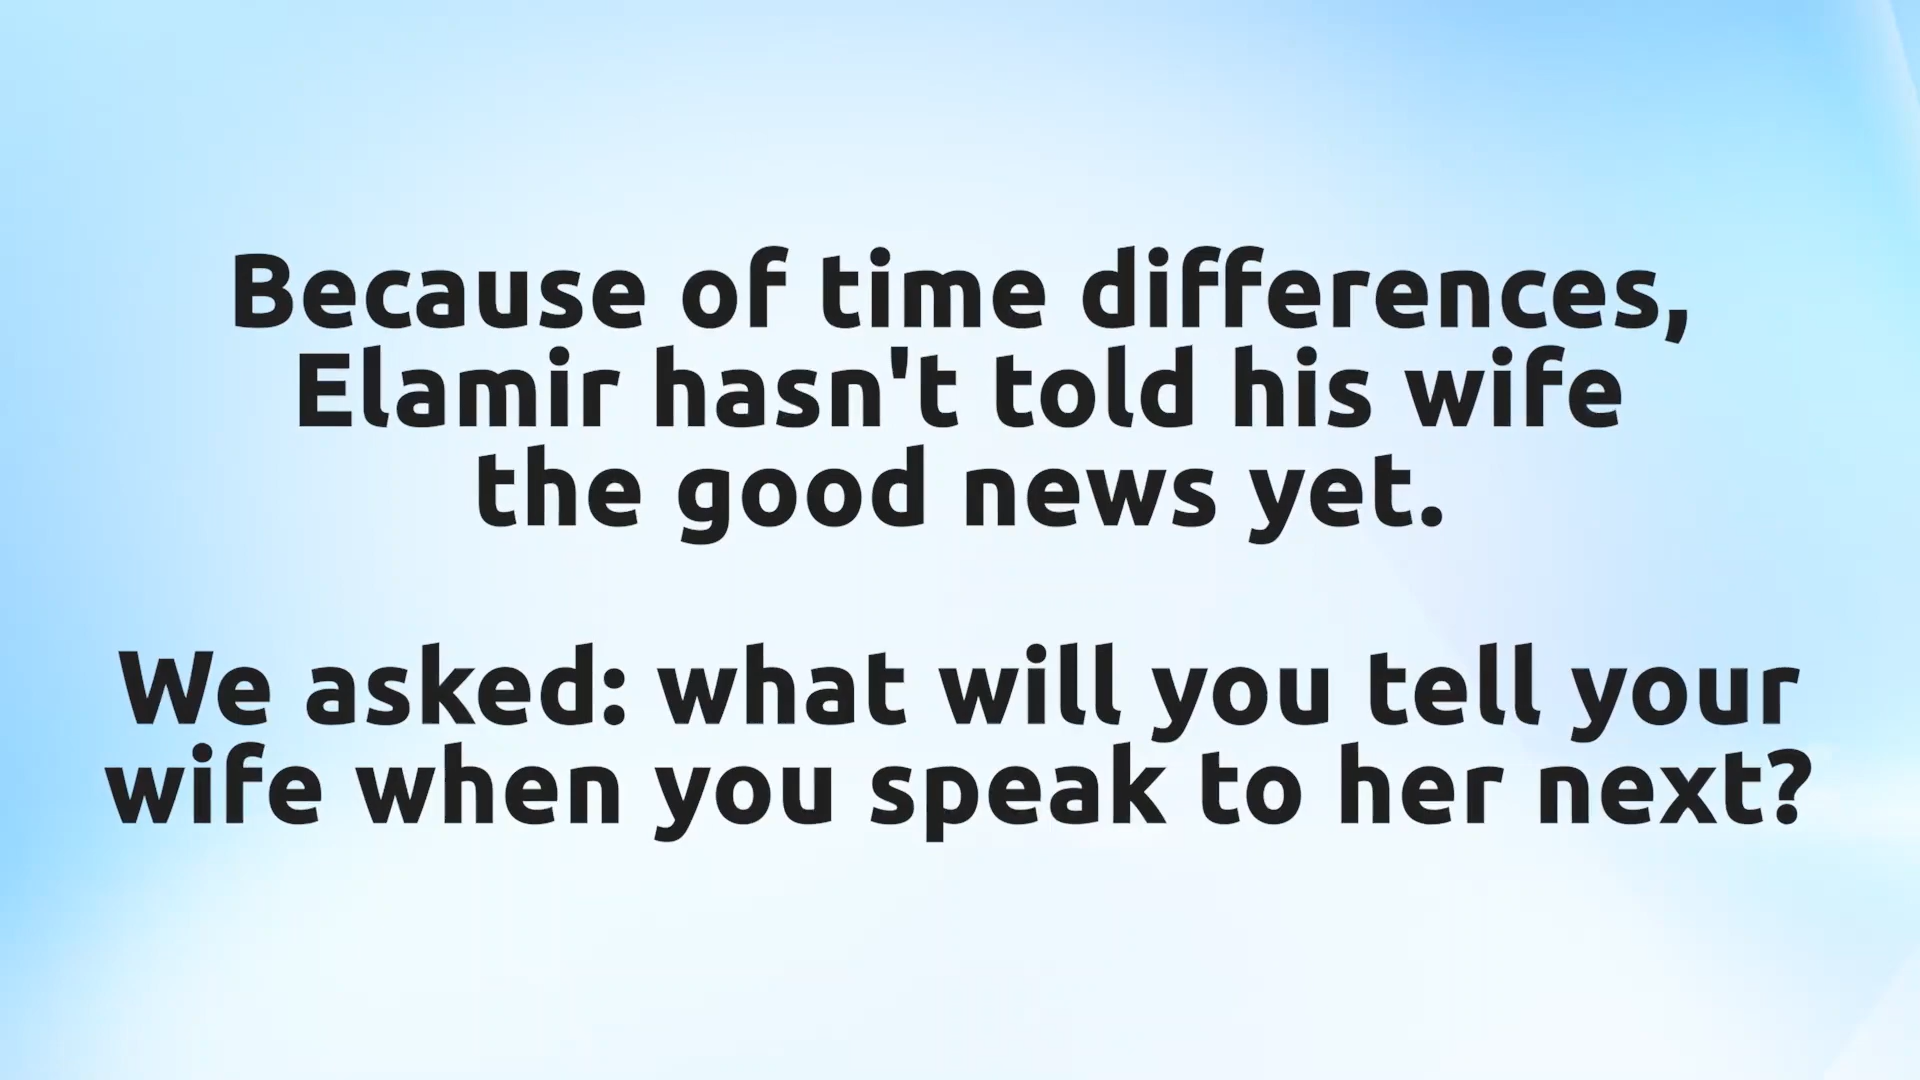 Because of time differences,
Elamir hasn't told his wife
the good news yet.
We asked: what will you tell your
wife when you speak to her next?